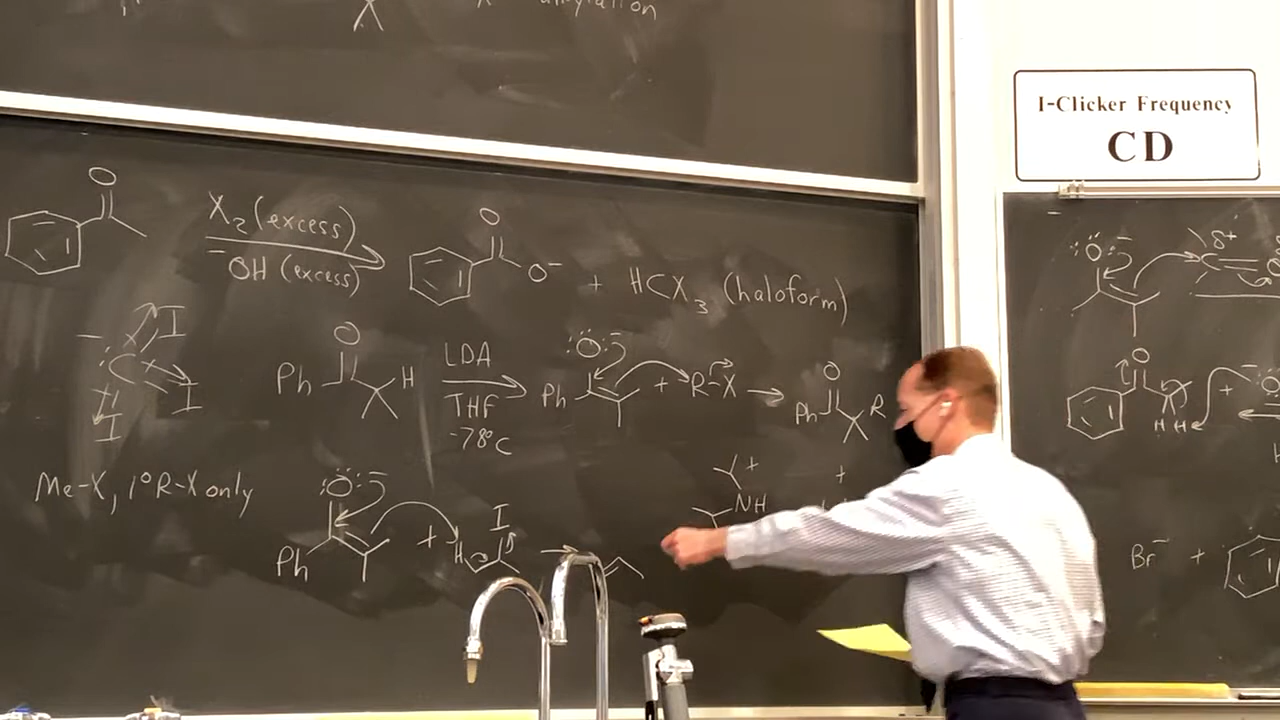 I-Clicker Frequency
CD
O
X₂ (excess)
⁻OH (excess)
O
O⁻
+ HCX₃ (haloform)
:Ö:⁻
δ+
C
O
⁻:C
I
I
I
O
Ph
H
LDA
THF
-78°C
:Ö:⁻
Ph
+ R-X
O
Ph
R
O
H H
+
⁻:Ö
Me-X, 1° R-X only
:Ö:⁻
Ph
+
H
I
+
NH
+
Br⁻ +